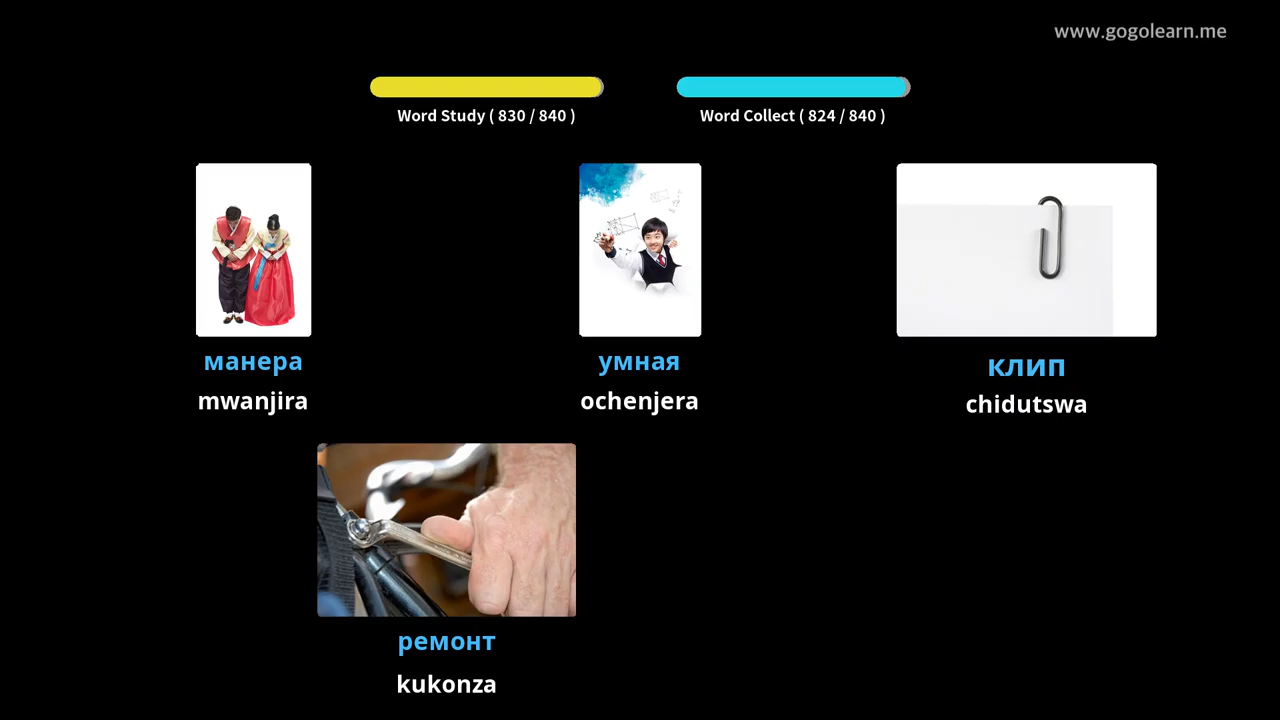 www.gogolearn.me
Word Study ( 830 / 840 )
Word Collect ( 824 / 840 )
манера
mwanjira
умная
ochenjera
клип
chidutswa
ремонт
kukonza